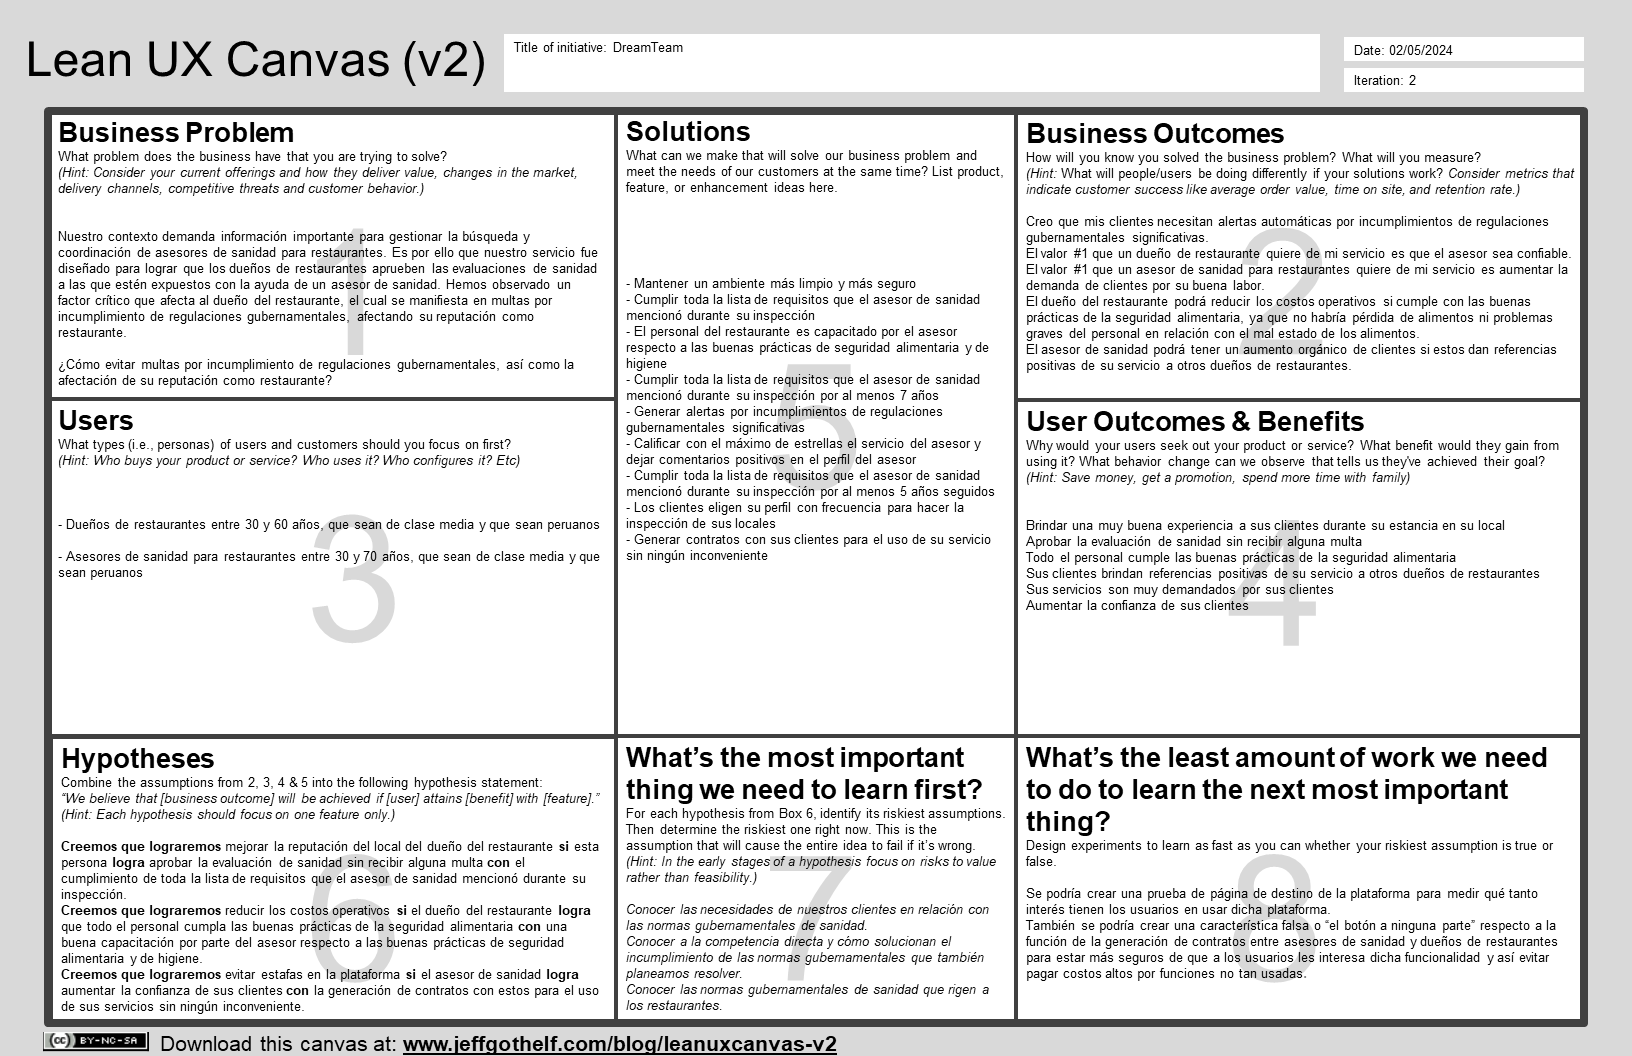 Lean UX Canvas (v2)
Title of initiative: DreamTeam
Date: 02/05/2024
Iteration: 2
Business Problem
What problem does the business have that you are trying to solve?
(Hint: Consider your current offerings and how they deliver value, changes in the market,
delivery channels, competitive threats and customer behavior.)
Nuestro contexto demanda información importante para gestionar la búsqueda y
coordinación de asesores de sanidad para restaurantes. Es por ello que nuestro servicio fue
diseñado para lograr que los dueños de restaurantes aprueben las evaluaciones de sanidad
a las que estén expuestos con la ayuda de un asesor de sanidad. Hemos observado un
factor crítico que afecta al dueño del restaurante, el cual se manifiesta en multas por
incumplimiento de regulaciones gubernamentales, afectando su reputación como
restaurante.
¿Cómo evitar multas por incumplimiento de regulaciones gubernamentales, así como la
afectación de su reputación como restaurante?
1
Users
What types (i.e., personas) of users and customers should you focus on first?
(Hint: Who buys your product or service? Who uses it? Who configures it? Etc)
- Dueños de restaurantes entre 30 y 60 años, que sean de clase media y que sean peruanos
- Asesores de sanidad para restaurantes entre 30 y 70 años, que sean de clase media y que
sean peruanos
3
Solutions
What can we make that will solve our business problem and
meet the needs of our customers at the same time? List product,
feature, or enhancement ideas here.
- Mantener un ambiente más limpio y más seguro
- Cumplir toda la lista de requisitos que el asesor de sanidad
mencionó durante su inspección
- El personal del restaurante es capacitado por el asesor
respecto a las buenas prácticas de seguridad alimentaria y de
higiene
- Cumplir toda la lista de requisitos que el asesor de sanidad
mencionó durante su inspección por al menos 7 años
- Generar alertas por incumplimientos de regulaciones
gubernamentales significativas
- Calificar con el máximo de estrellas el servicio del asesor y
dejar comentarios positivos en el perfil del asesor
- Cumplir toda la lista de requisitos que el asesor de sanidad
mencionó durante su inspección por al menos 5 años seguidos
- Los clientes eligen su perfil con frecuencia para hacer la
inspección de sus locales
- Generar contratos con sus clientes para el uso de su servicio
sin ningún inconveniente
5
Business Outcomes
How will you know you solved the business problem? What will you measure?
(Hint: What will people/users be doing differently if your solutions work? Consider metrics that
indicate customer success like average order value, time on site, and retention rate.)
Creo que mis clientes necesitan alertas automáticas por incumplimientos de regulaciones
gubernamentales significativas.
El valor #1 que un dueño de restaurante quiere de mi servicio es que el asesor sea confiable.
El valor #1 que un asesor de sanidad para restaurantes quiere de mi servicio es aumentar la
demanda de clientes por su buena labor.
El dueño del restaurante podrá reducir los costos operativos si cumple con las buenas
prácticas de la seguridad alimentaria, ya que no habría pérdida de alimentos ni problemas
graves del personal en relación con el mal estado de los alimentos.
El asesor de sanidad podrá tener un aumento orgánico de clientes si estos dan referencias
positivas de su servicio a otros dueños de restaurantes.
2
User Outcomes & Benefits
Why would your users seek out your product or service? What benefit would they gain from
using it? What behavior change can we observe that tells us they've achieved their goal?
(Hint: Save money, get a promotion, spend more time with family)
Brindar una muy buena experiencia a sus clientes durante su estancia en su local
Aprobar la evaluación de sanidad sin recibir alguna multa
Todo el personal cumple las buenas prácticas de la seguridad alimentaria
Sus clientes brindan referencias positivas de su servicio a otros dueños de restaurantes
Sus servicios son muy demandados por sus clientes
Aumentar la confianza de sus clientes
4
Hypotheses
Combine the assumptions from 2, 3, 4 & 5 into the following hypothesis statement:
“We believe that [business outcome] will be achieved if [user] attains [benefit] with [feature].”
(Hint: Each hypothesis should focus on one feature only.)
Creemos que lograremos mejorar la reputación del local del dueño del restaurante si esta
persona logra aprobar la evaluación de sanidad sin recibir alguna multa con el
cumplimiento de toda la lista de requisitos que el asesor de sanidad mencionó durante su
inspección.
Creemos que lograremos reducir los costos operativos si el dueño del restaurante logra
que todo el personal cumpla las buenas prácticas de la seguridad alimentaria con una
buena capacitación por parte del asesor respecto a las buenas prácticas de seguridad
alimentaria y de higiene.
Creemos que lograremos evitar estafas en la plataforma si el asesor de sanidad logra
aumentar la confianza de sus clientes con la generación de contratos con estos para el uso
de sus servicios sin ningún inconveniente.
6
What’s the most important
thing we need to learn first?
For each hypothesis from Box 6, identify its riskiest assumptions.
Then determine the riskiest one right now. This is the
assumption that will cause the entire idea to fail if it’s wrong.
(Hint: In the early stages of a hypothesis focus on risks to value
rather than feasibility.)
Conocer las necesidades de nuestros clientes en relación con
las normas gubernamentales de sanidad.
Conocer a la competencia directa y cómo solucionan el
incumplimiento de las normas gubernamentales que también
planeamos resolver.
Conocer las normas gubernamentales de sanidad que rigen a
los restaurantes.
7
What’s the least amount of work we need
to do to learn the next most important
thing?
Design experiments to learn as fast as you can whether your riskiest assumption is true or
false.
Se podría crear una prueba de página de destino de la plataforma para medir qué tanto
interés tienen los usuarios en usar dicha plataforma.
También se podría crear una característica falsa o “el botón a ninguna parte” respecto a la
función de la generación de contratos entre asesores de sanidad y dueños de restaurantes
para estar más seguros de que a los usuarios les interesa dicha funcionalidad y así evitar
pagar costos altos por funciones no tan usadas.
8
cc BY-NC-SA
Download this canvas at: www.jeffgothelf.com/blog/leanuxcanvas-v2